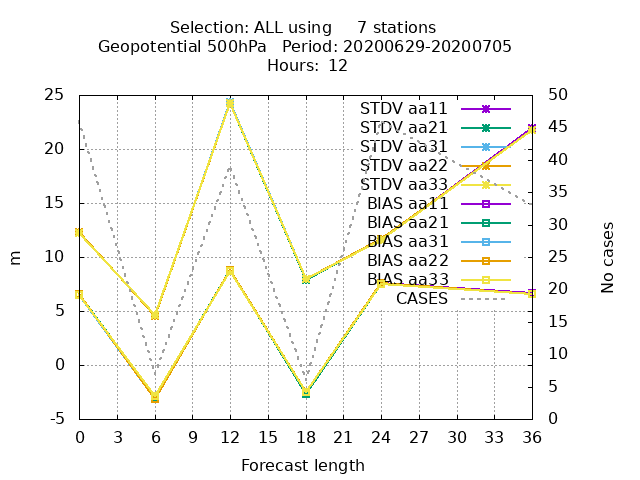 Selection: ALL using     7 stations
Geopotential 500hPa   Period: 20200629-20200705
Hours: 12
25
20
15
10
5
0
-5
m
50
45
40
35
30
25
20
15
10
5
0
No cases
STDV aa11
STDV aa21
STDV aa31
STDV aa22
STDV aa33
BIAS aa11
BIAS aa21
BIAS aa31
BIAS aa22
BIAS aa33
CASES
0 3 6 9 12 15 18 21 24 27 30 33 36
Forecast length